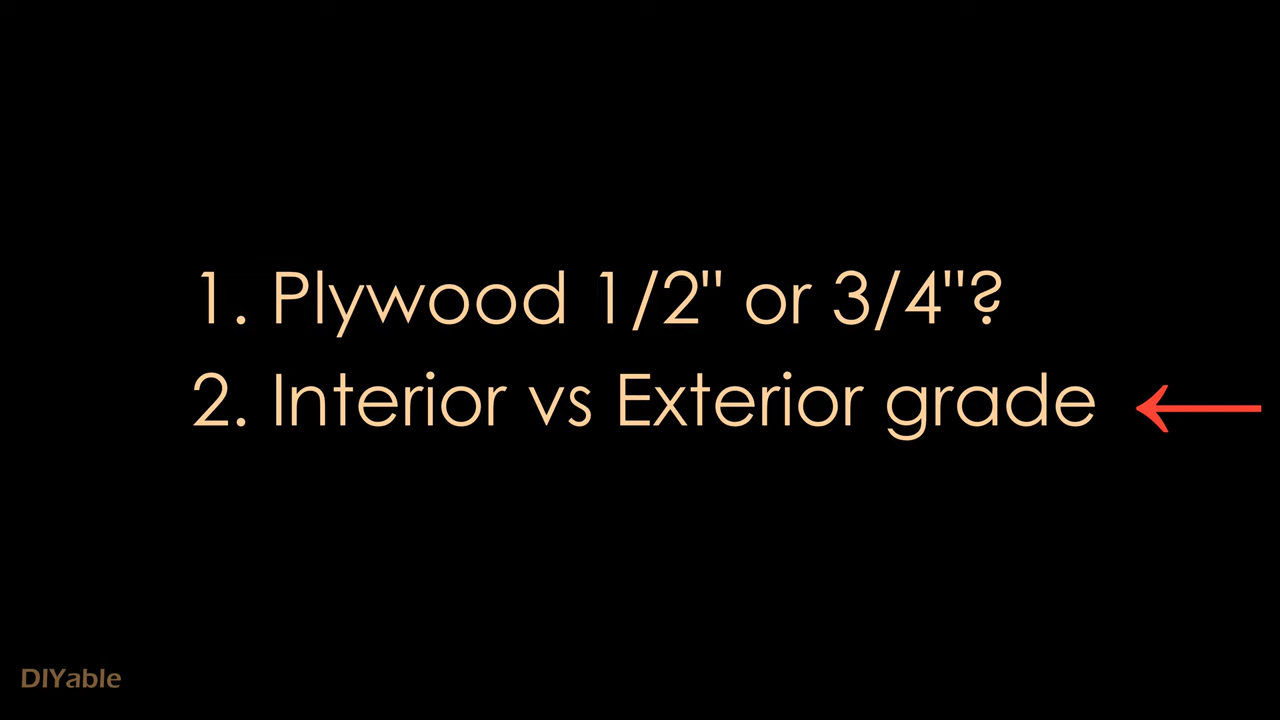 1. Plywood 1/2" or 3/4"?
2. Interior vs Exterior grade
DIYable